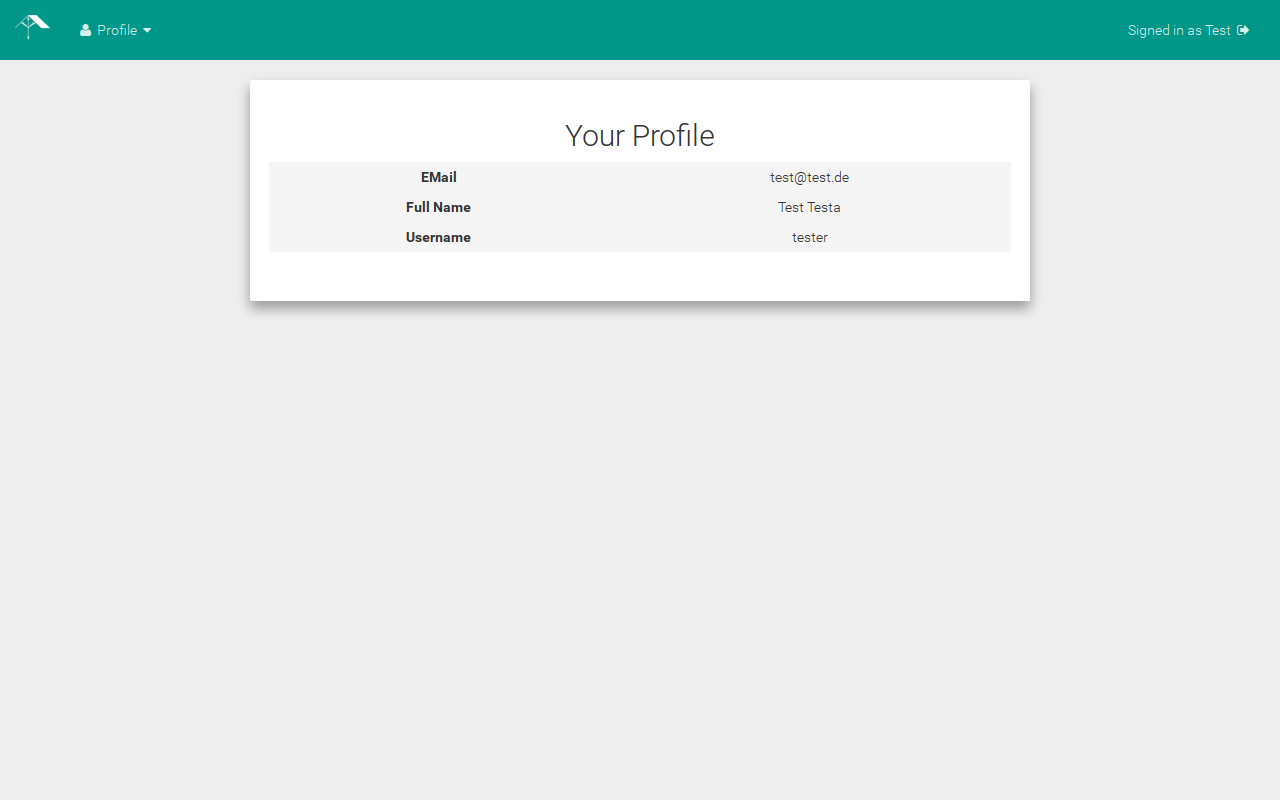 Profile
Signed in as Test
Your Profile
EMail test@test.de
Full Name Test Testa
Username tester